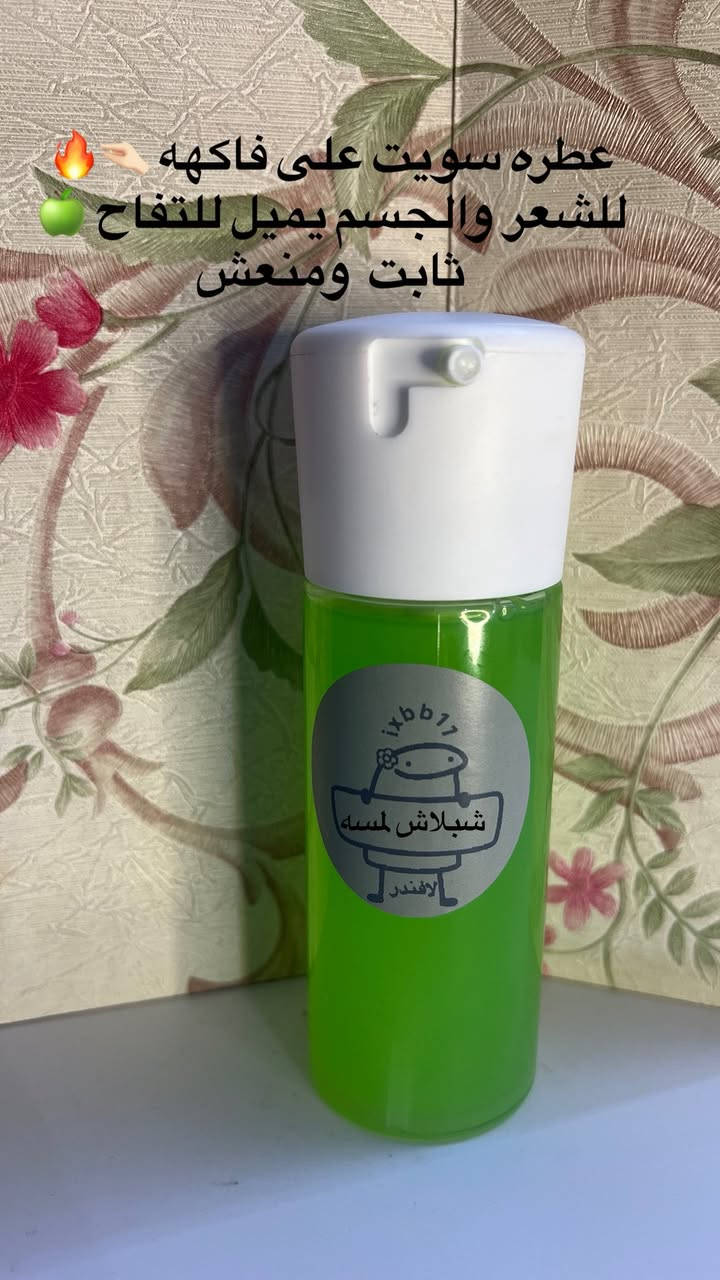 عطره سويت على فاكهه 🤏🏻🔥
للشعر والجسم يميل للتفاح 🍏
ثابت ومنعش
ixbb11
شبلاش لمسه
لافندر